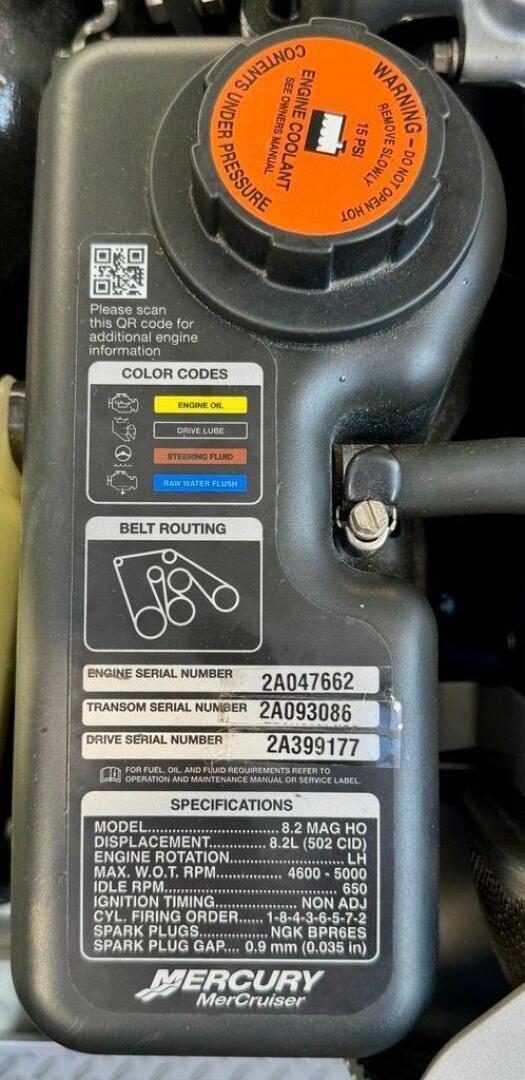 WARNING - DO NOT OPEN HOT
REMOVE SLOWLY
15 PSI
ENGINE COOLANT
SEE OWNERS MANUAL
CONTENTS UNDER PRESSURE
Please scan
this QR code for
additional engine
information
COLOR CODES
ENGINE OIL
DRIVE LUBE
STEERING FLUID
RAW WATER FLUSH
BELT ROUTING
ENGINE SERIAL NUMBER 2A047662
TRANSOM SERIAL NUMBER 2A093086
DRIVE SERIAL NUMBER 2A399177
FOR FUEL, OIL, AND FLUID REQUIREMENTS REFER TO
OPERATION AND MAINTENANCE MANUAL OR SERVICE LABEL.
SPECIFICATIONS
MODEL.................................. 8.2 MAG HO
DISPLACEMENT............... 8.2L (502 CID)
ENGINE ROTATION............................ LH
MAX. W.O.T. RPM.................. 4600 - 5000
IDLE RPM........................................... 650
IGNITION TIMING..................... NON ADJ
CYL. FIRING ORDER...... 1-8-4-3-6-5-7-2
SPARK PLUGS................. NGK BPR6ES
SPARK PLUG GAP.... 0.9 mm (0.035 in)
MERCURY
MerCruiser